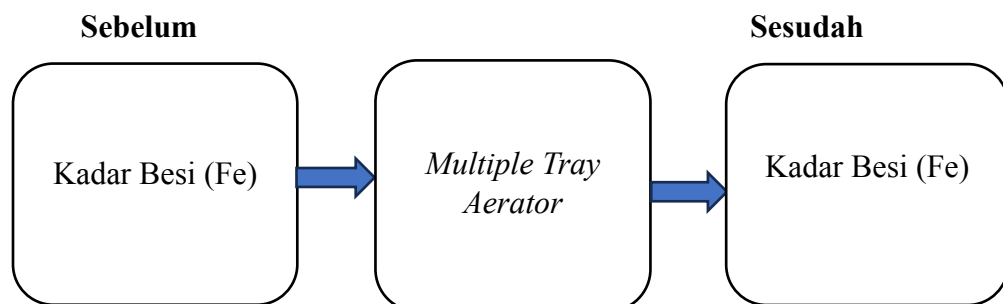 Sebelum
Sesudah
Kadar Besi (Fe)
Multiple Tray
Aerator
Kadar Besi (Fe)